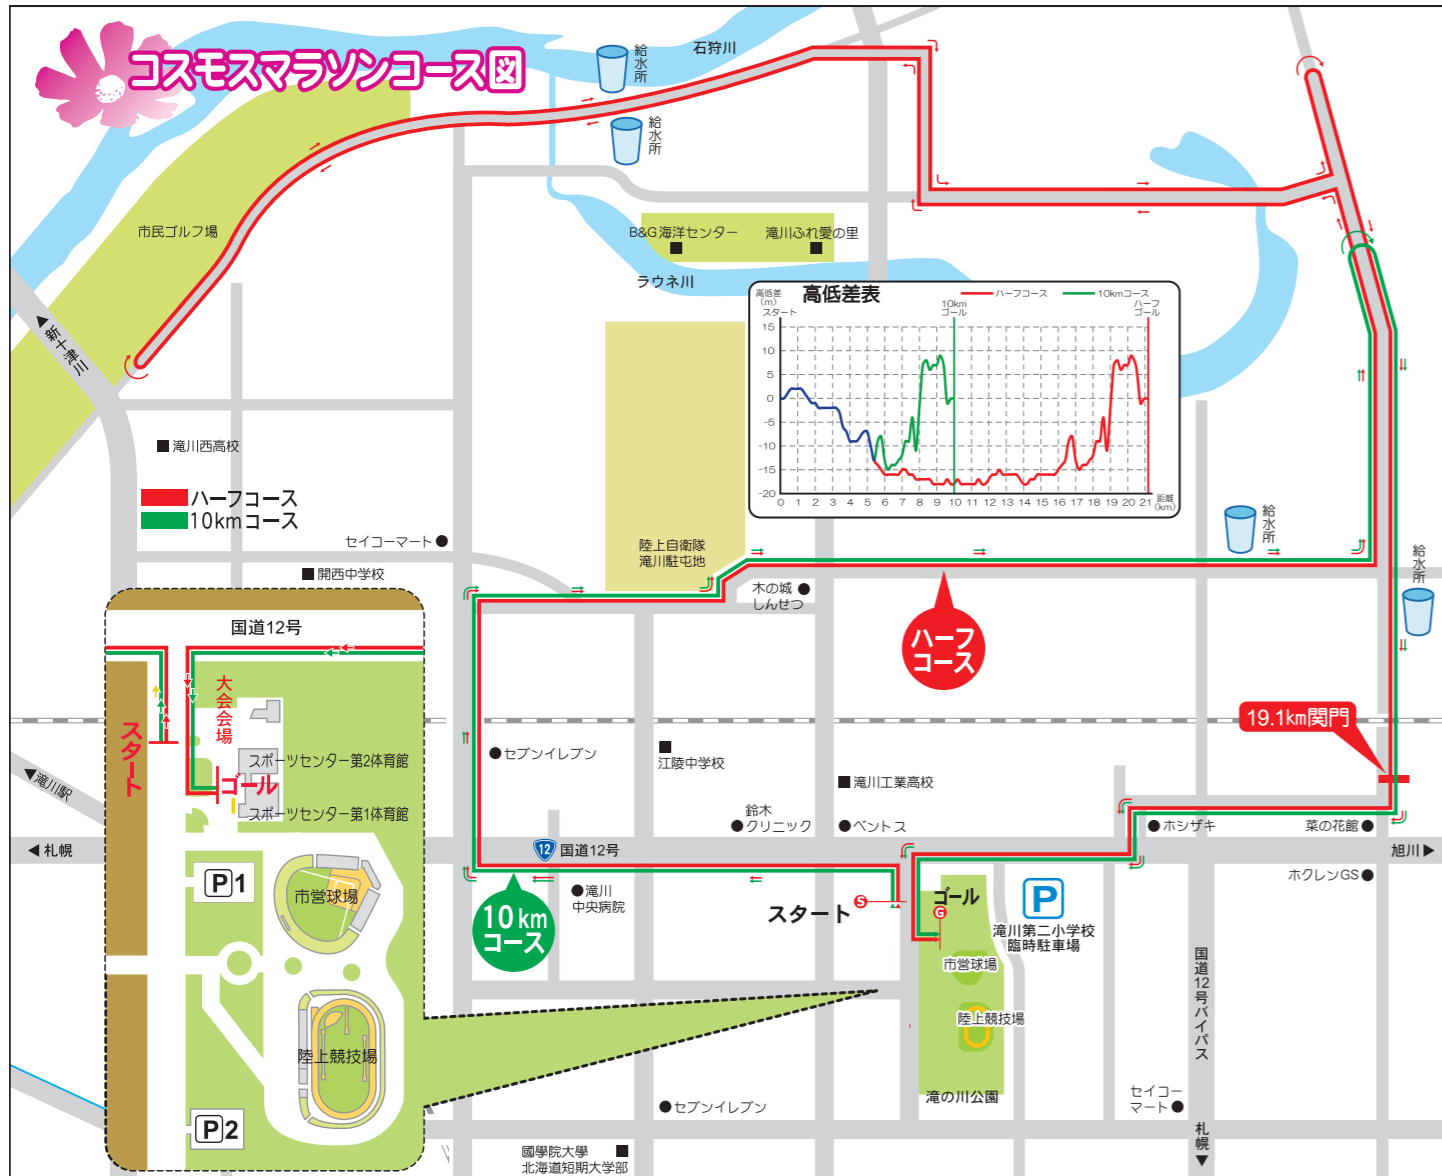 コスモスマラソンコース図
石狩川
給水所
給水所
市民ゴルフ場
B&G海洋センター
滝川ふれ愛の里
ラウネ川
▲新十津川
高低差表
高低差
(m)
スタート
ハーフコース
10kmコース
10km
ゴール
ハーフ
ゴール
15
10
5
0
-5
-10
-15
-20
0 1 2 3 4 5 6 7 8 9 10 11 12 13 14 15 16 17 18 19 20 21
距離
(km)
滝川西高校
ハーフコース
10kmコース
セイコーマート
開西中学校
陸上自衛隊
滝川駐屯地
木の城
しんせつ
給水所
給水所
ハーフ
コース
国道12号
大会会場
スタート
ゴール
スポーツセンター第2体育館
スポーツセンター第1体育館
P1
市営球場
陸上競技場
P2
◀滝川駅
◀札幌
セブンイレブン
江陵中学校
滝川工業高校
19.1km関門
鈴木
クリニック
ベントス
ホシザキ
菜の花館
12 国道12号
旭川▶
ホクレンGS
滝川
中央病院
10km
コース
スタート
S
ゴール
G
P
滝川第二小学校
臨時駐車場
市営球場
陸上競技場
滝の川公園
国道12号バイパス
札幌▼
セイコー
マート
セブンイレブン
國學院大學
北海道短期大学部